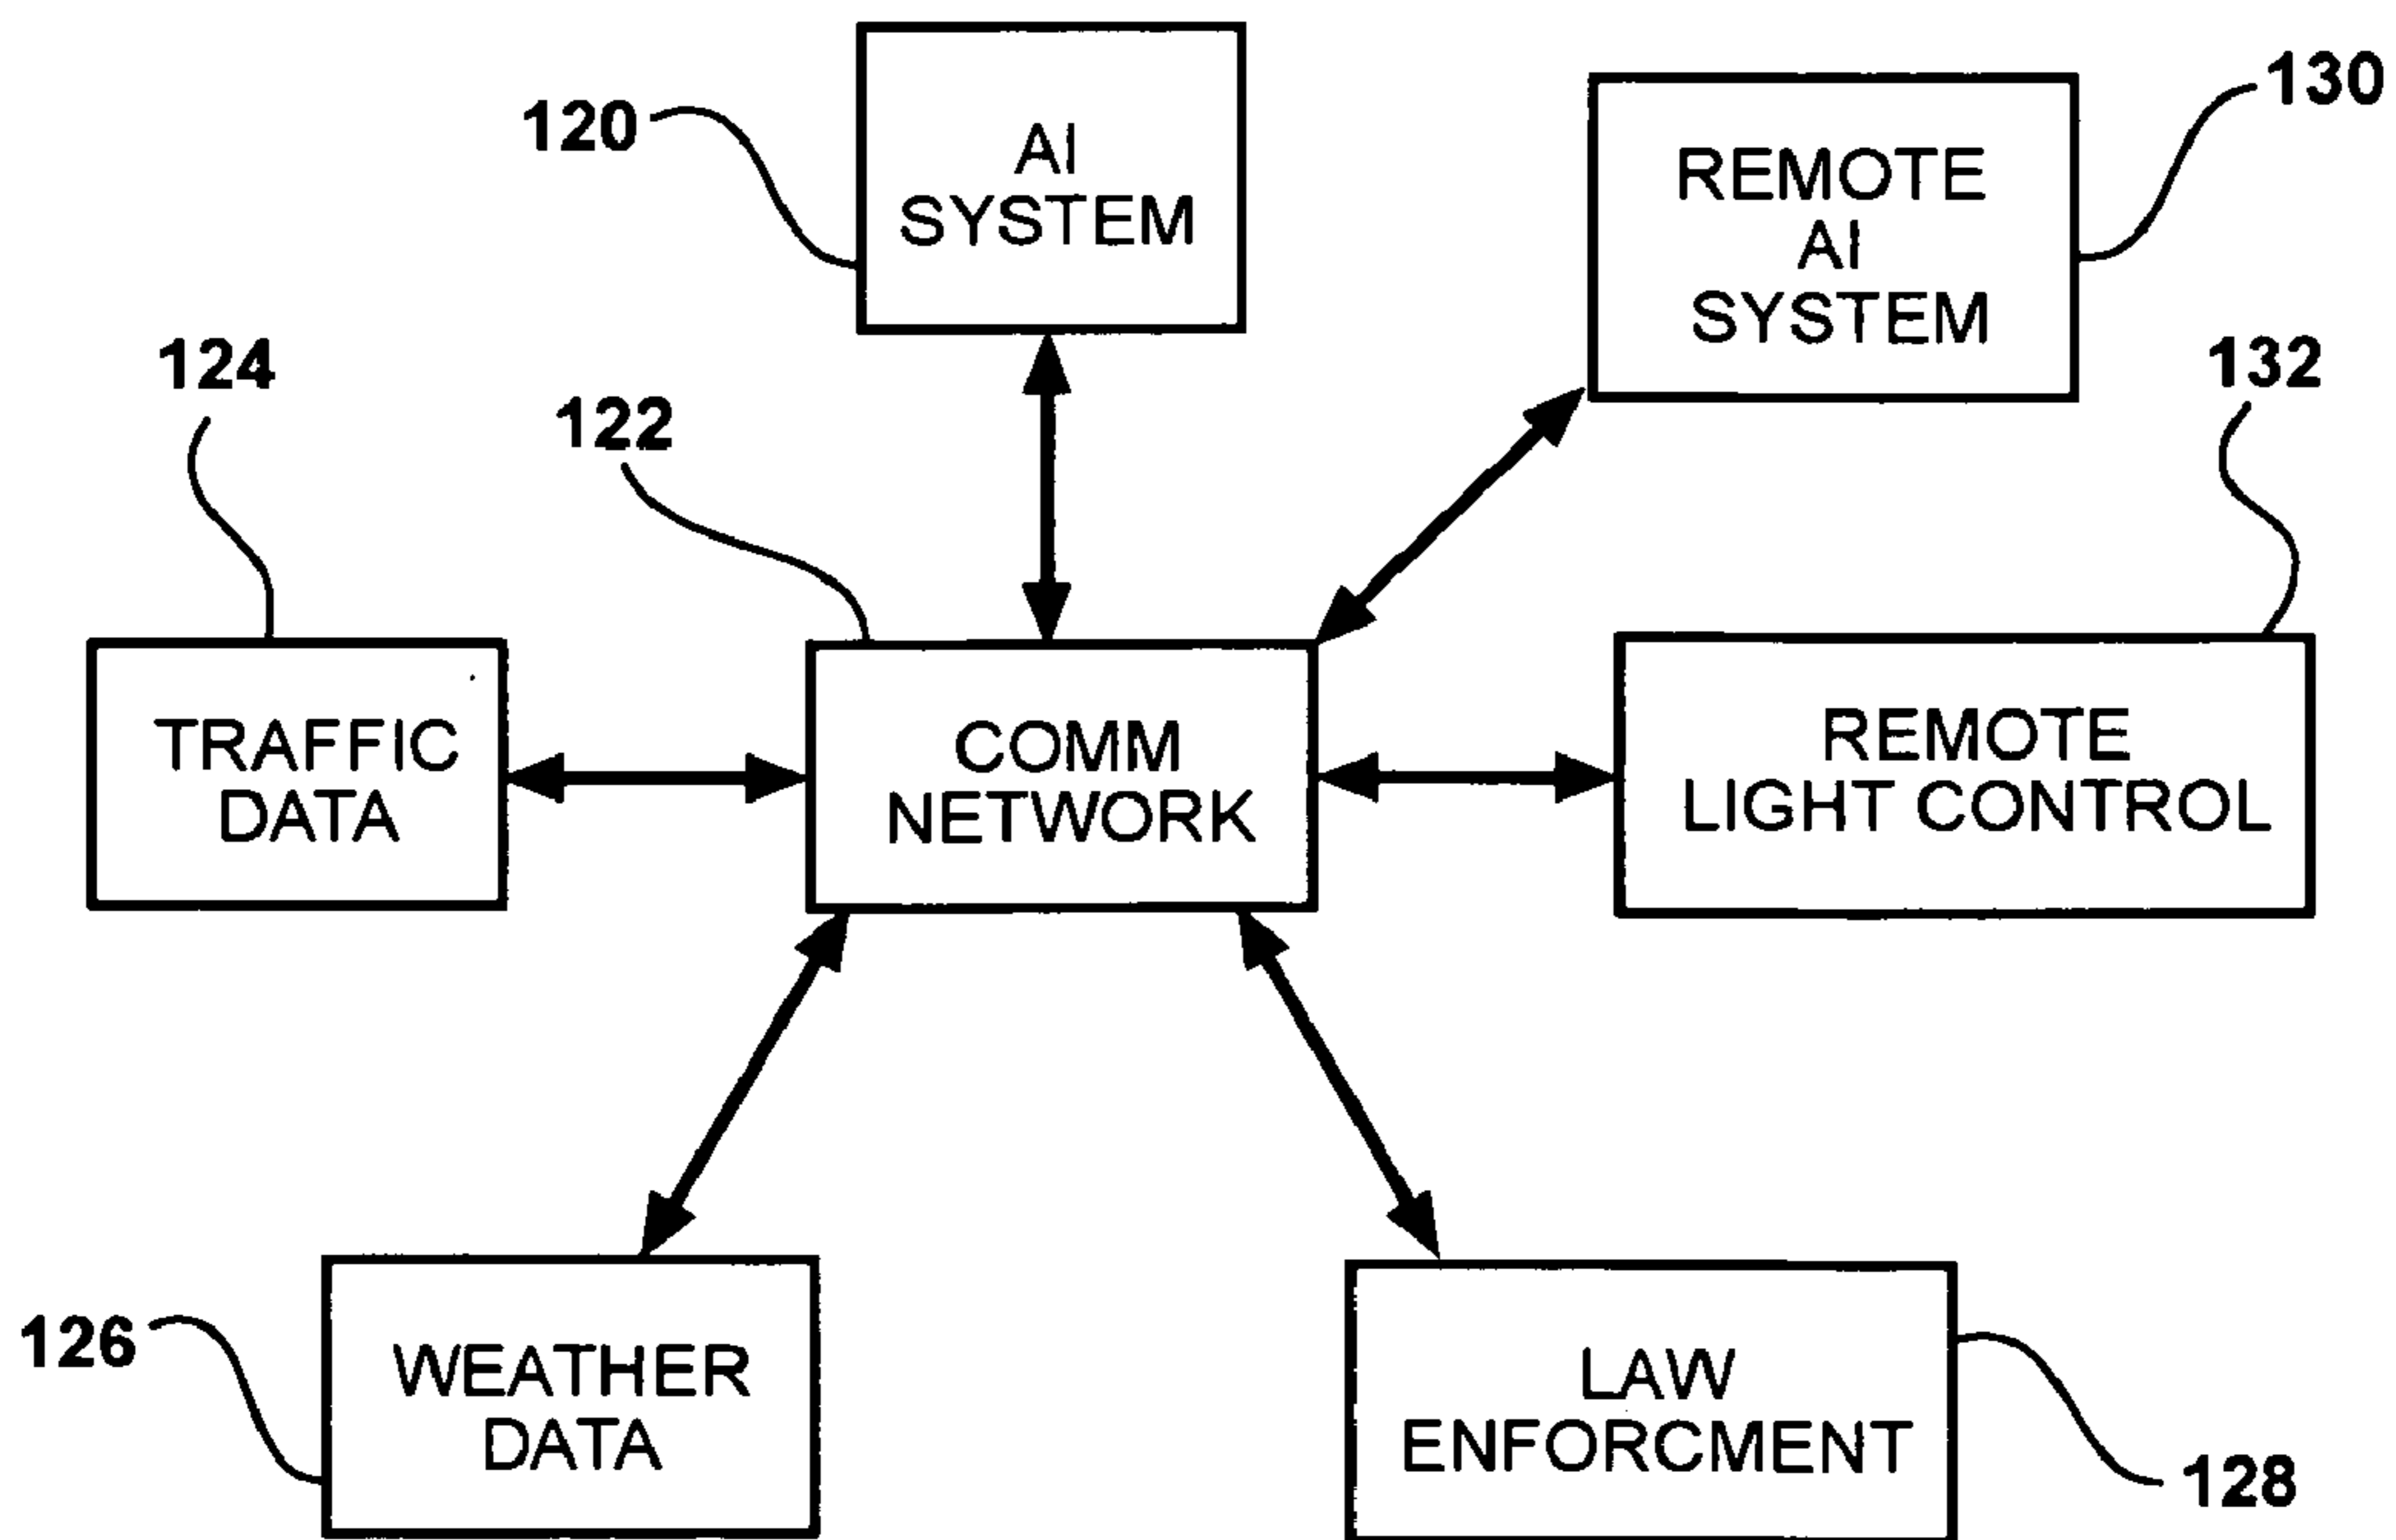 120
AI
SYSTEM
130
REMOTE
AI
SYSTEM
124
122
132
TRAFFIC
DATA
COMM
NETWORK
REMOTE
LIGHT CONTROL
126
WEATHER
DATA
LAW
ENFORCMENT
128